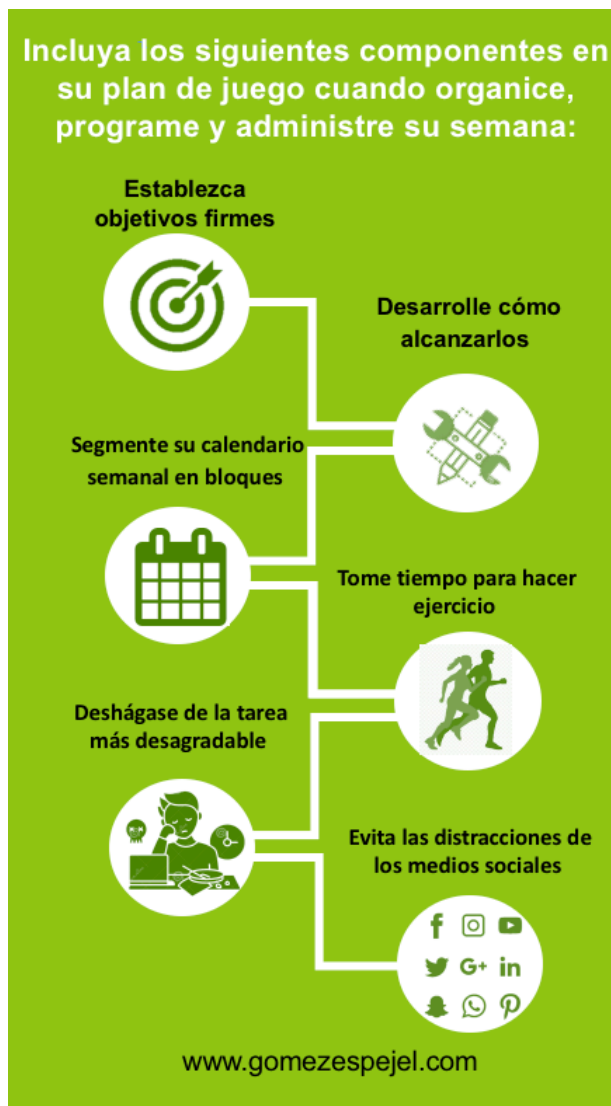 Incluya los siguientes componentes en
su plan de juego cuando organice,
programe y administre su semana:
Establezca
objetivos firmes
Desarrolle cómo
alcanzarlos
Segmente su calendario
semanal en bloques
Tome tiempo para hacer
ejercicio
Deshágase de la tarea
más desagradable
Evita las distracciones de
los medios sociales
www.gomezespejel.com